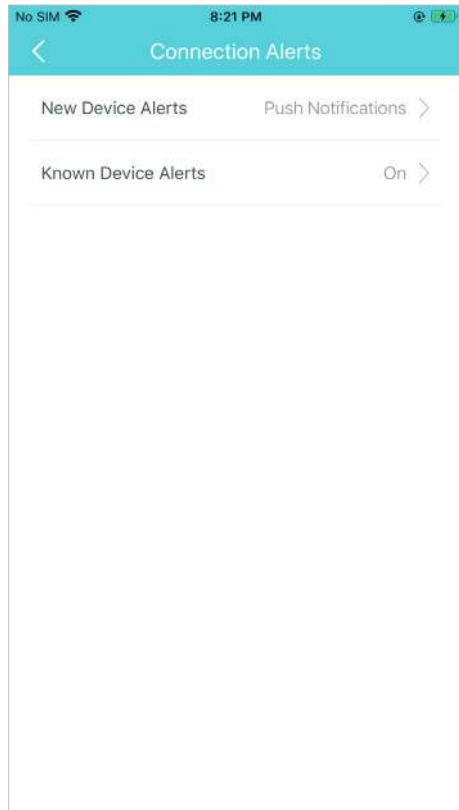 No SIM 8:21 PM
Connection Alerts
New Device Alerts Push Notifications
Known Device Alerts On